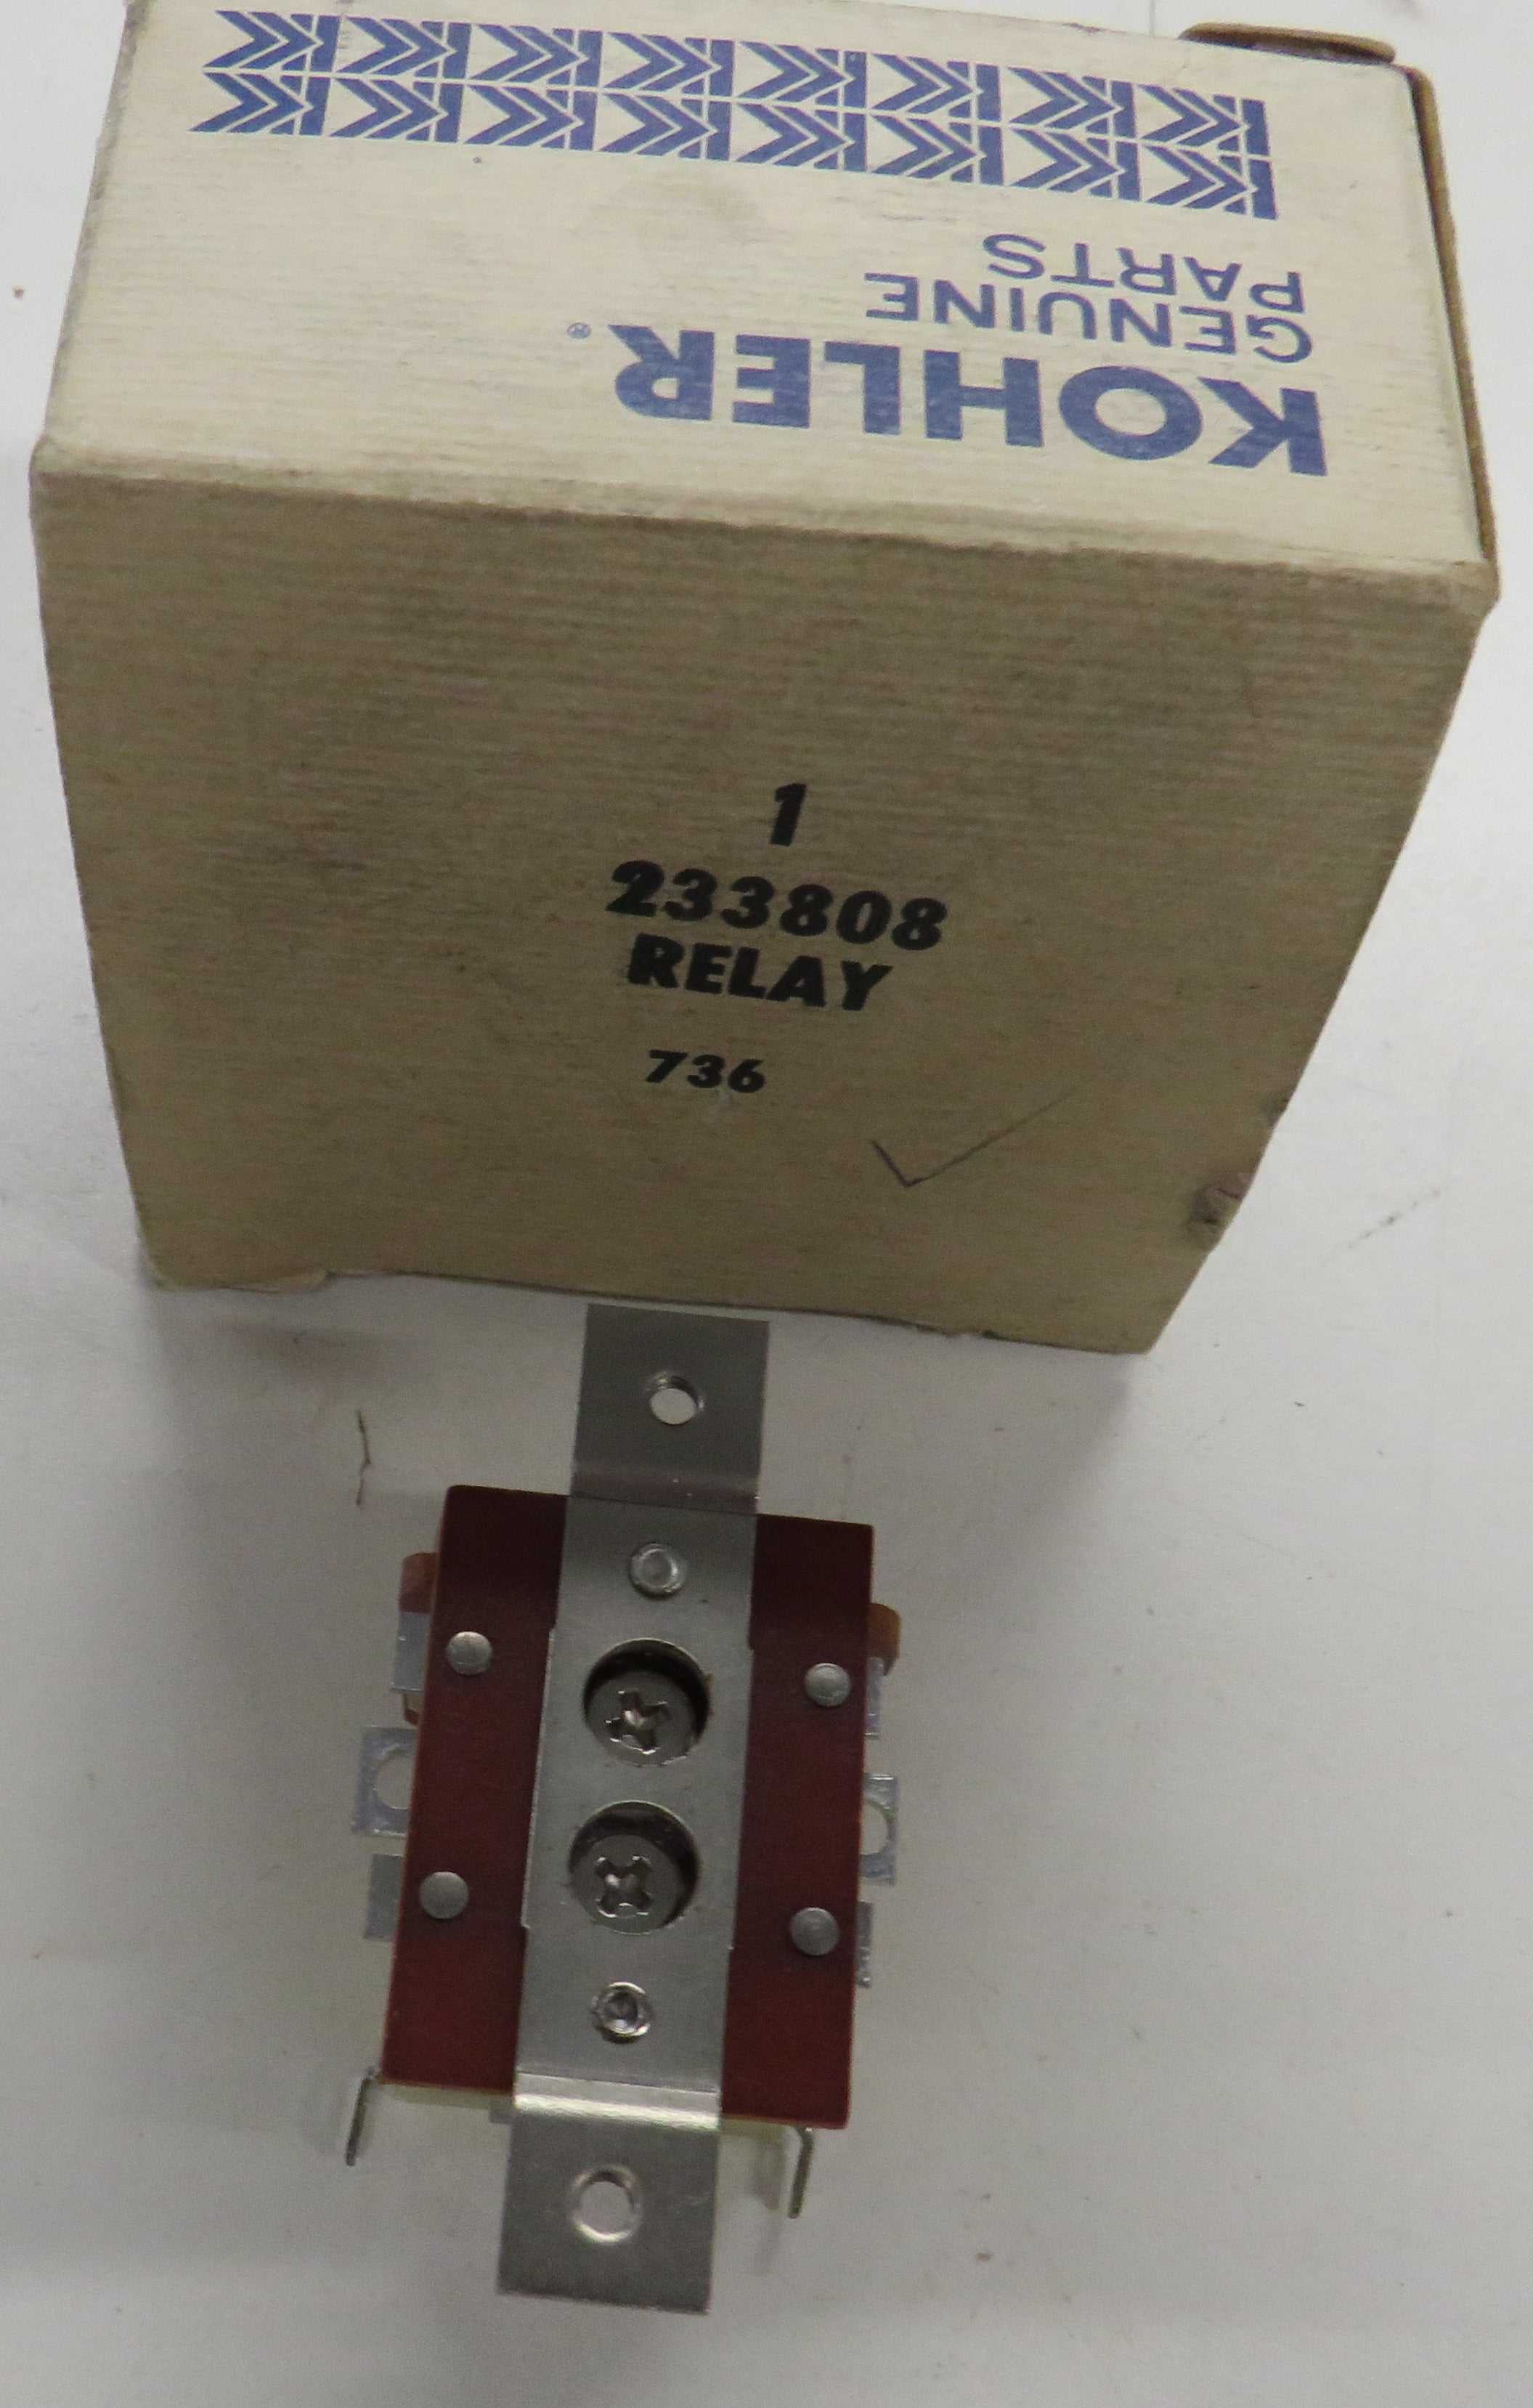 KOHLER®
GENUINE
PARTS
1
233808
RELAY
736